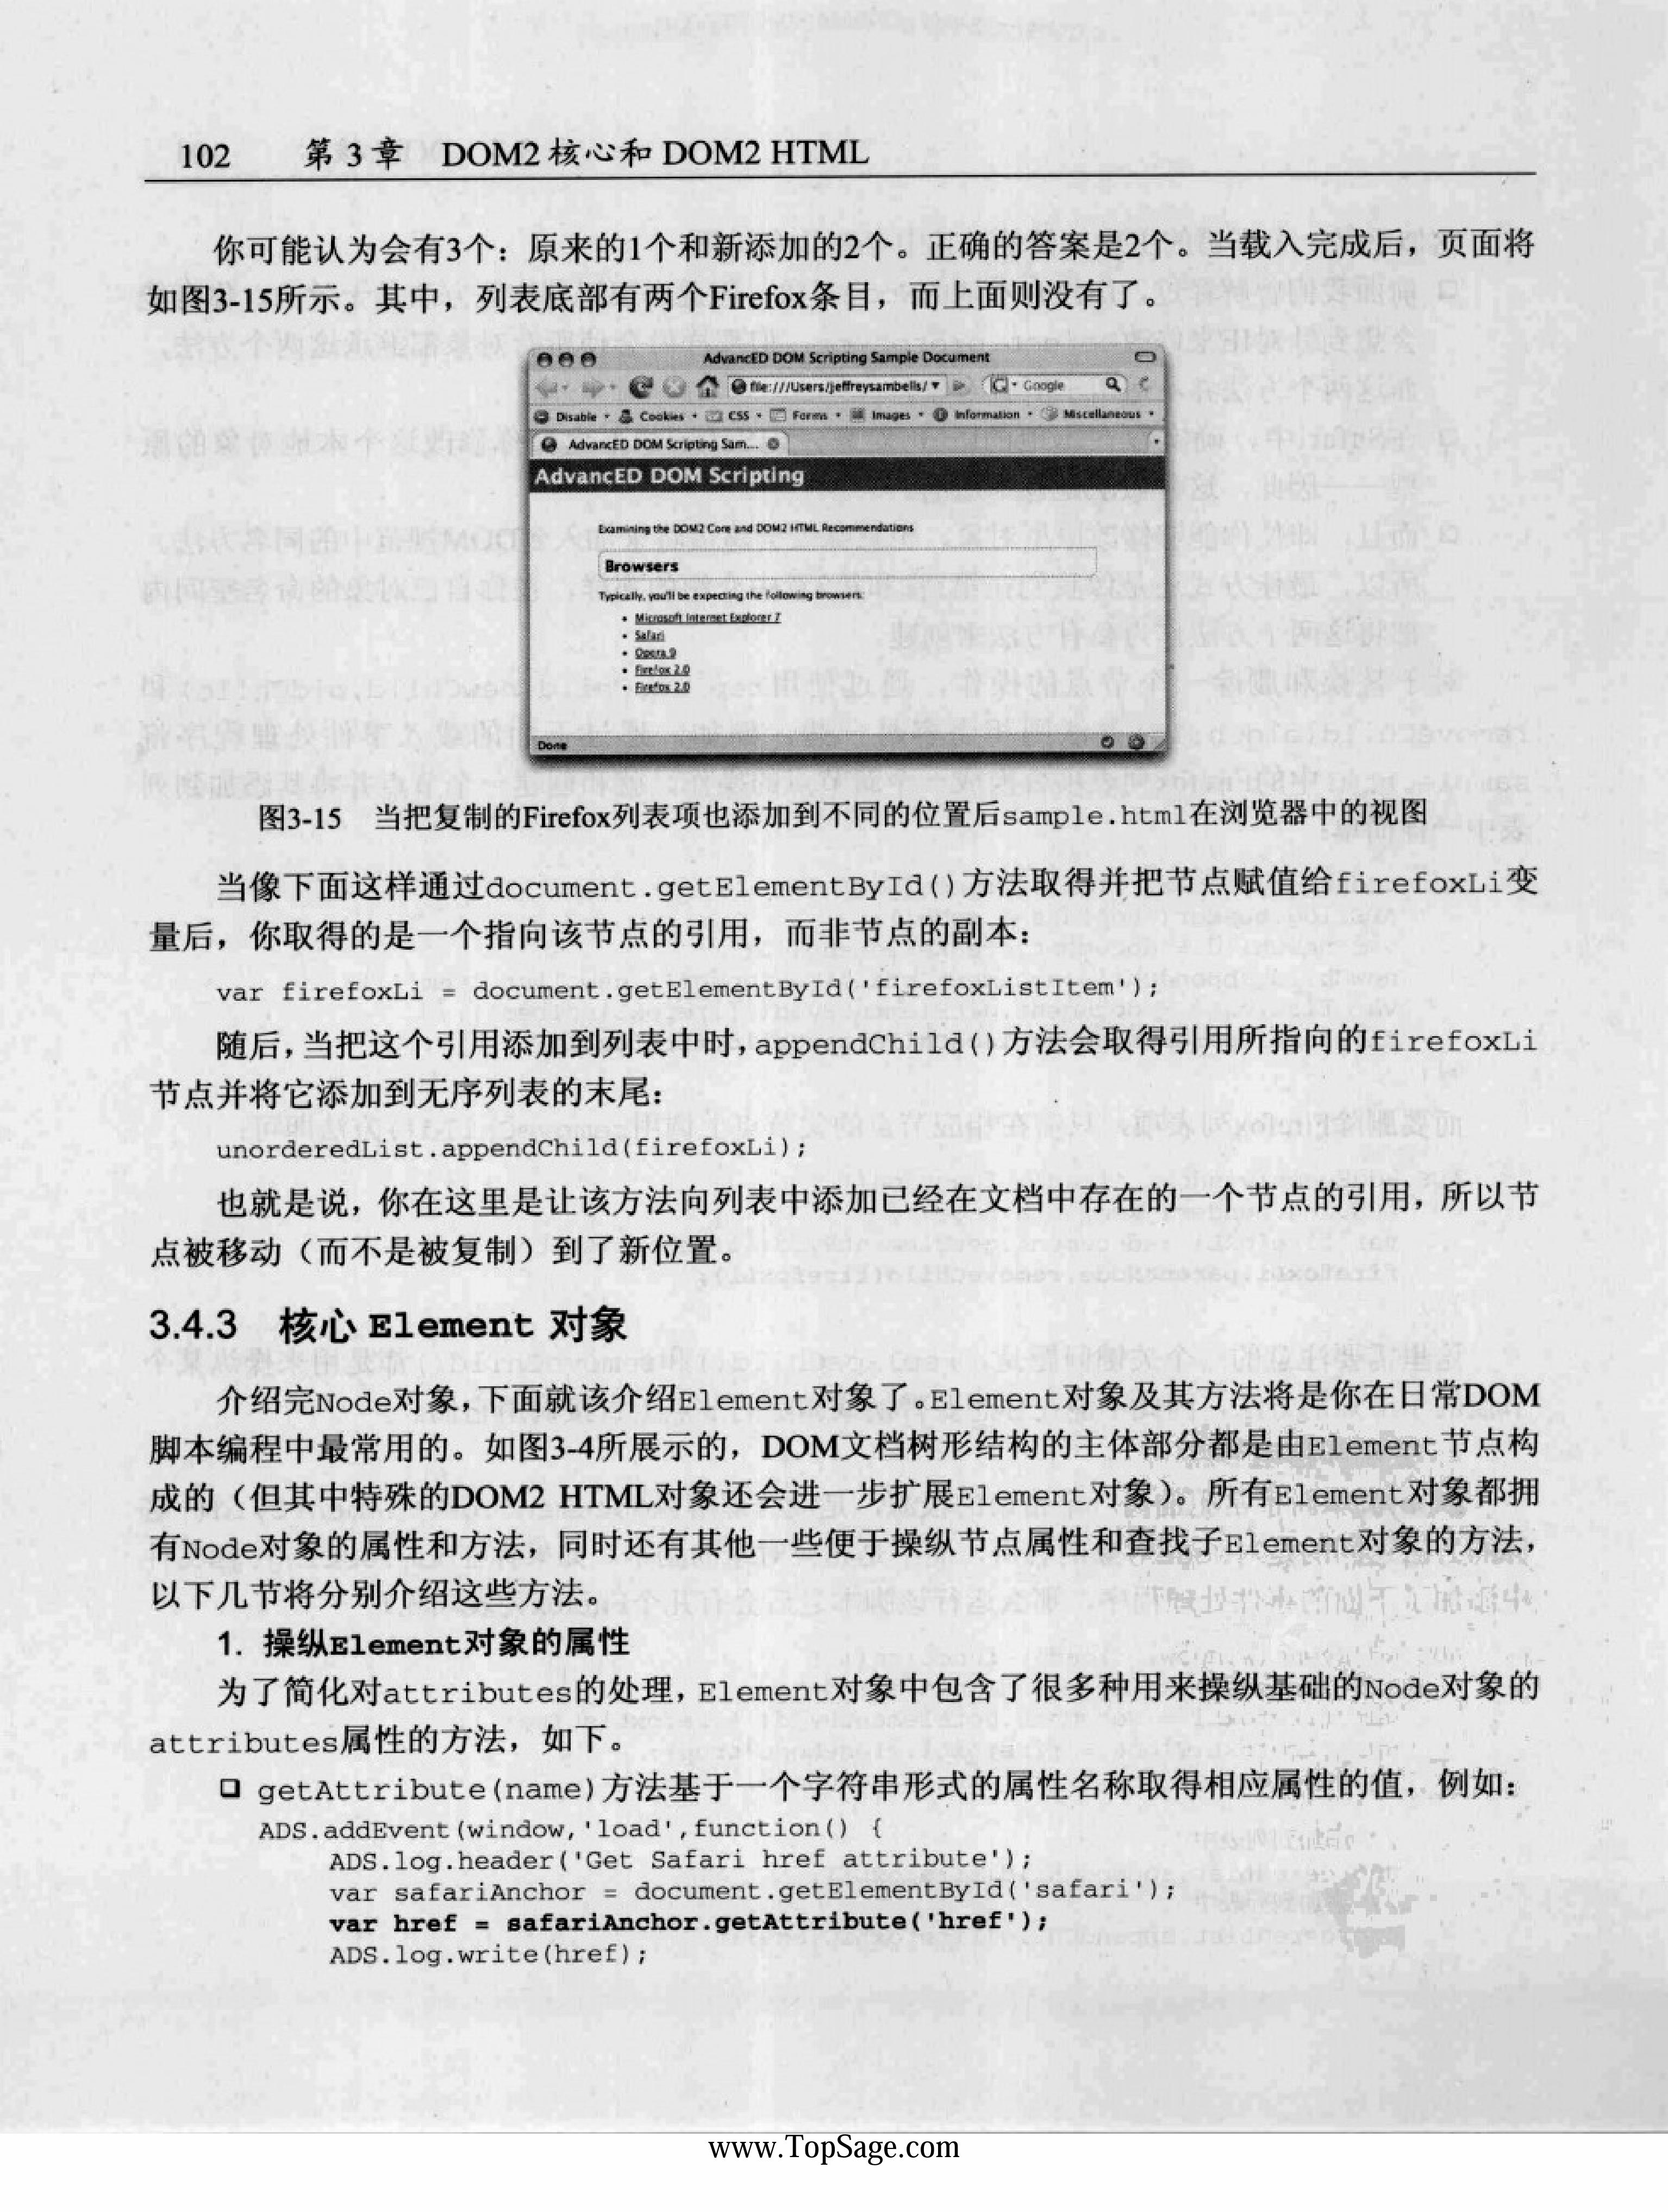 102 第 3 章 DOM2 核心和 DOM2 HTML
你可能认为会有3个：原来的1个和新添加的2个。正确的答案是2个。当载入完成后，页面将
如图3-15所示。其中，列表底部有两个Firefox条目，而上面则没有了。
AdvancED DOM Scripting Sample Document
file:///Users/jeffreysambells/ Google
Disable Cookies CSS Forms Images Information Miscellaneous
AdvancED DOM Scripting Sam...
AdvancED DOM Scripting
Examining the DOM2 Core and DOM2 HTML Recommendations
Browsers
Typically, you'll be expecting the following browsers:
• Microsoft Internet Explorer 7
• Safari
• Opera 9
• Firefox 2.0
• Firefox 2.0
Done
图3-15 当把复制的Firefox列表项也添加到不同的位置后sample.html在浏览器中的视图
当像下面这样通过document.getElementById()方法取得并把节点赋值给firefoxLi变
量后，你取得的是一个指向该节点的引用，而非节点的副本：
var firefoxLi = document.getElementById('firefoxListItem');
随后，当把这个引用添加到列表中时，appendChild()方法会取得引用所指向的firefoxLi
节点并将它添加到无序列表的末尾：
unorderedList.appendChild(firefoxLi);
也就是说，你在这里是让该方法向列表中添加已经在文档中存在的一个节点的引用，所以节
点被移动（而不是被复制）到了新位置。
3.4.3 核心 Element 对象
介绍完Node对象，下面就该介绍Element对象了。Element对象及其方法将是你在日常DOM
脚本编程中最常用的。如图3-4所展示的，DOM文档树形结构的主体部分都是由Element节点构
成的（但其中特殊的DOM2 HTML对象还会进一步扩展Element对象）。所有Element对象都拥
有Node对象的属性和方法，同时还有其他一些便于操纵节点属性和查找子Element对象的方法，
以下几节将分别介绍这些方法。
1. 操纵Element对象的属性
为了简化对attributes的处理，Element对象中包含了很多种用来操纵基础的Node对象的
attributes属性的方法，如下。
❑ getAttribute(name)方法基于一个字符串形式的属性名称取得相应属性的值，例如：
ADS.addEvent(window,'load',function() {
ADS.log.header('Get Safari href attribute');
var safariAnchor = document.getElementById('safari');
var href = safariAnchor.getAttribute('href');
ADS.log.write(href);
www.TopSage.com